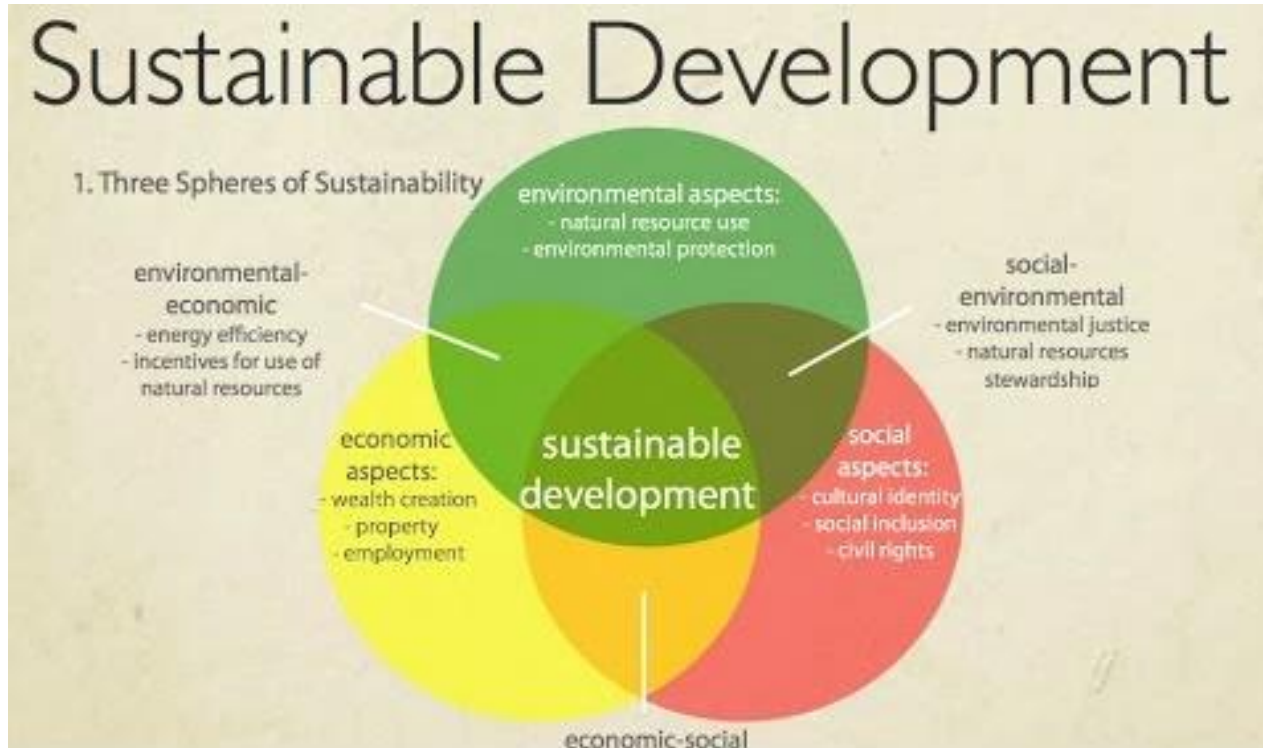 Sustainable Development
1. Three Spheres of Sustainability
environmental aspects:
- natural resource use
- environmental protection
environmental-
economic
- energy efficiency
- incentives for use of
natural resources
social-
environmental
- environmental justice
- natural resources
stewardship
economic
aspects:
- wealth creation
- property
- employment
sustainable
development
social
aspects:
- cultural identity
- social inclusion
- civil rights
economic-social